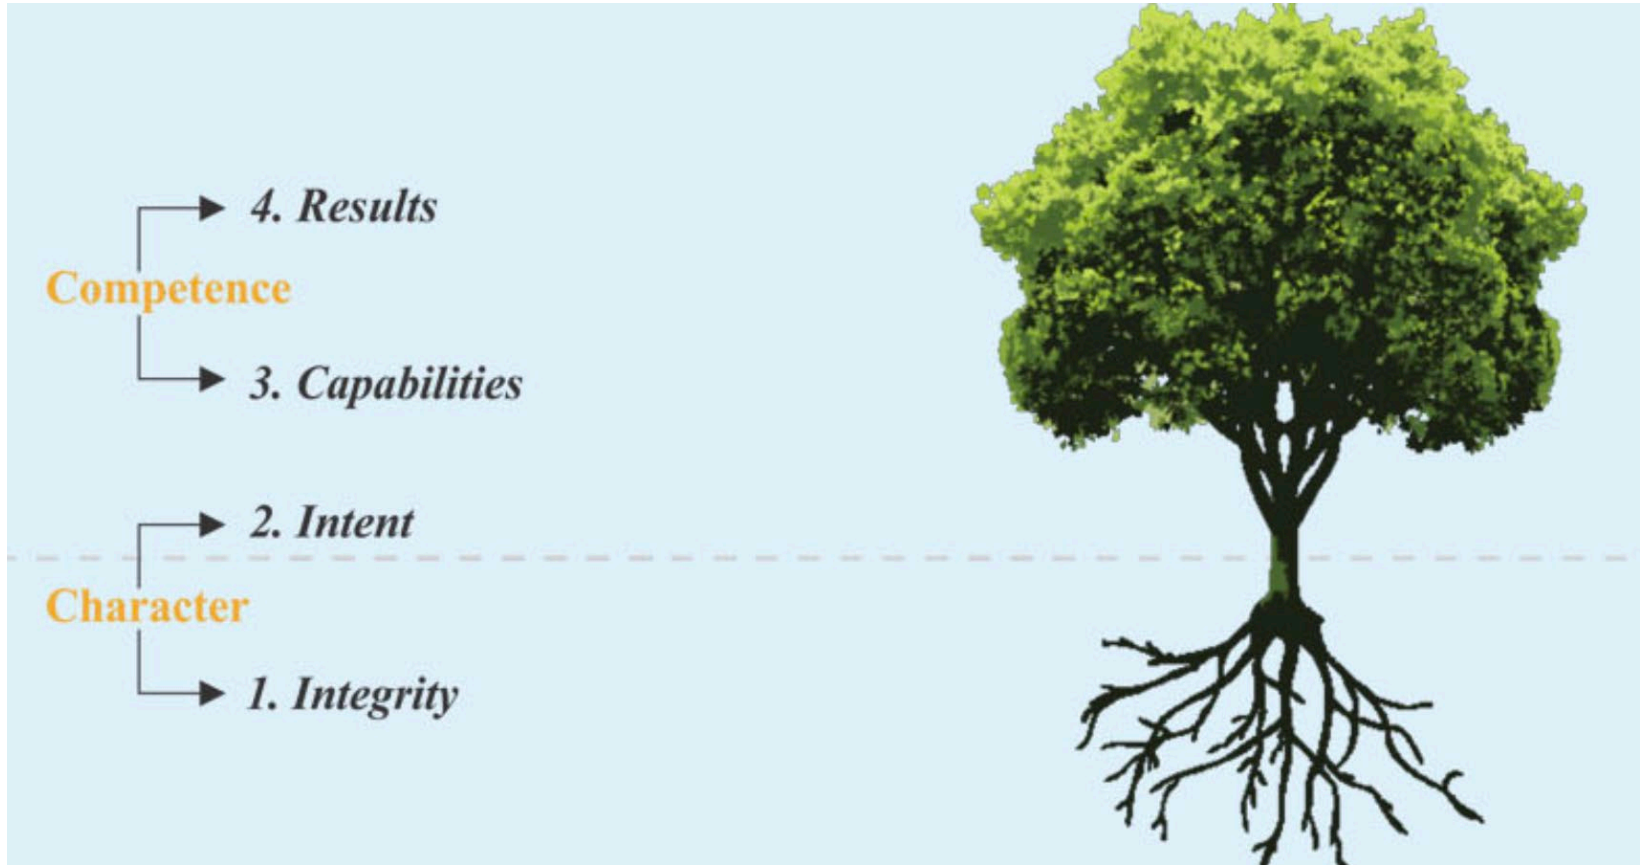 4. Results
Competence
3. Capabilities
2. Intent
Character
1. Integrity